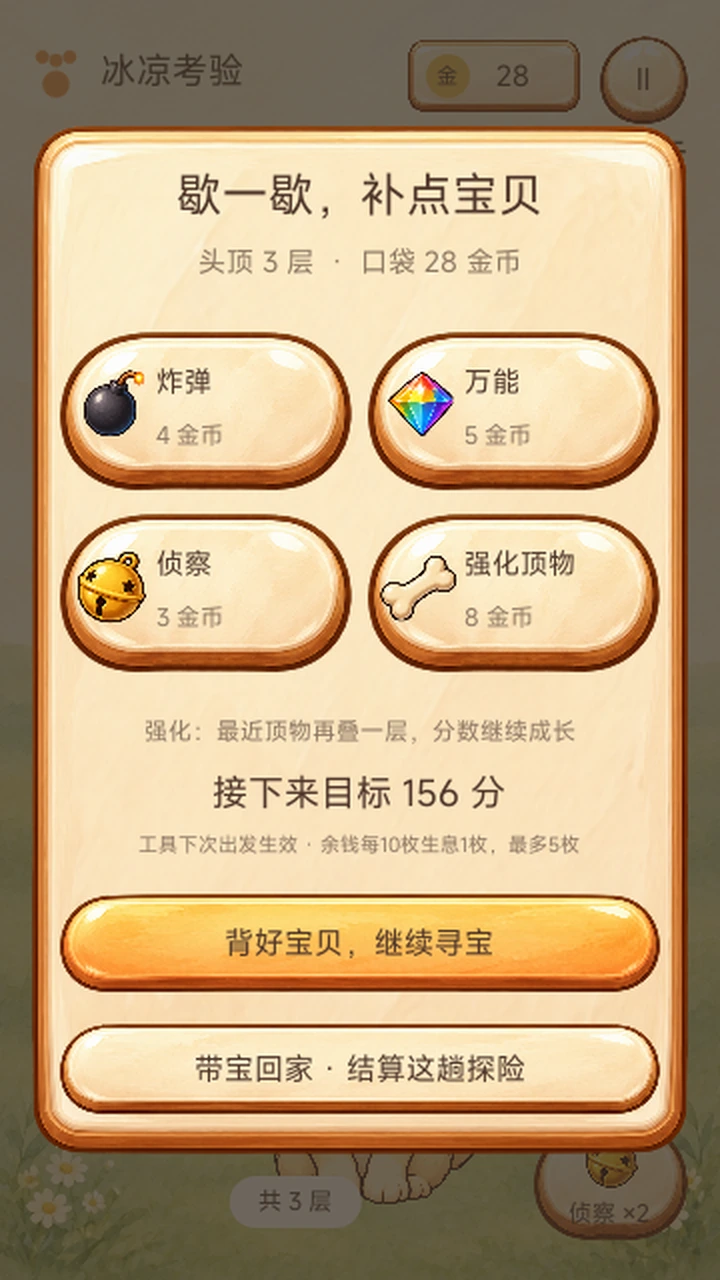 冰凉考验
金 28
歇一歇，补点宝贝
头顶 3 层 · 口袋 28 金币
炸弹
4 金币
万能
5 金币
侦察
3 金币
强化顶物
8 金币
强化：最近顶物再叠一层，分数继续成长
接下来目标 156 分
工具下次出发生效 · 余钱每10枚生息1枚，最多5枚
背好宝贝，继续寻宝
带宝回家 · 结算这趟探险
共 3 层
侦察 ×2